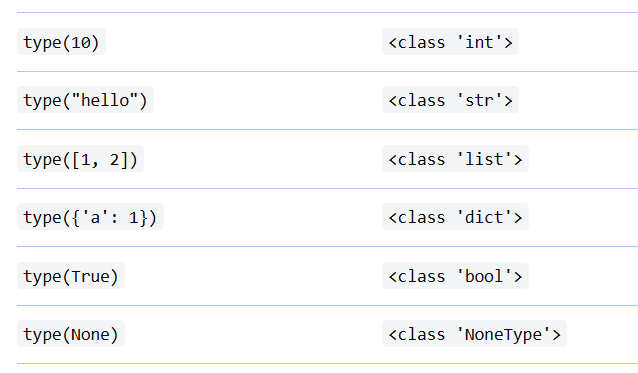 type(10) <class 'int'>
type("hello") <class 'str'>
type([1, 2]) <class 'list'>
type({'a': 1}) <class 'dict'>
type(True) <class 'bool'>
type(None) <class 'NoneType'>